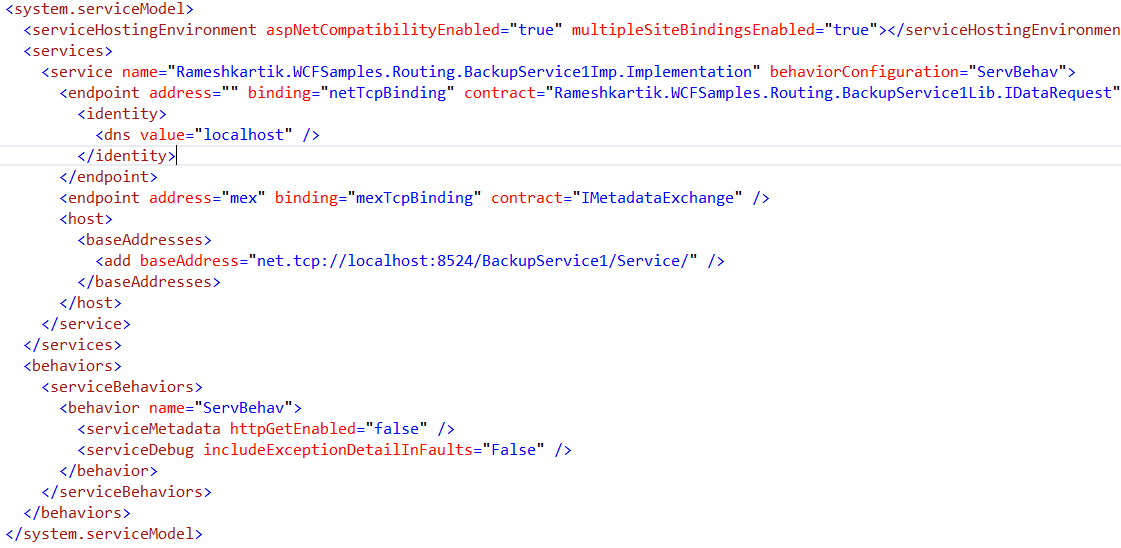 <system.serviceModel>
<serviceHostingEnvironment aspNetCompatibilityEnabled="true" multipleSiteBindingsEnabled="true"></serviceHostingEnvironmen
<services>
<service name="Rameshkartik.WCFSamples.Routing.BackupService1Imp.Implementation" behaviorConfiguration="ServBehav">
<endpoint address="" binding="netTcpBinding" contract="Rameshkartik.WCFSamples.Routing.BackupService1Lib.IDataRequest"
<identity>
<dns value="localhost" />
</identity>
</endpoint>
<endpoint address="mex" binding="mexTcpBinding" contract="IMetadataExchange" />
<host>
<baseAddresses>
<add baseAddress="net.tcp://localhost:8524/BackupService1/Service/" />
</baseAddresses>
</host>
</service>
</services>
<behaviors>
<serviceBehaviors>
<behavior name="ServBehav">
<serviceMetadata httpGetEnabled="false" />
<serviceDebug includeExceptionDetailInFaults="False" />
</behavior>
</serviceBehaviors>
</behaviors>
</system.serviceModel>